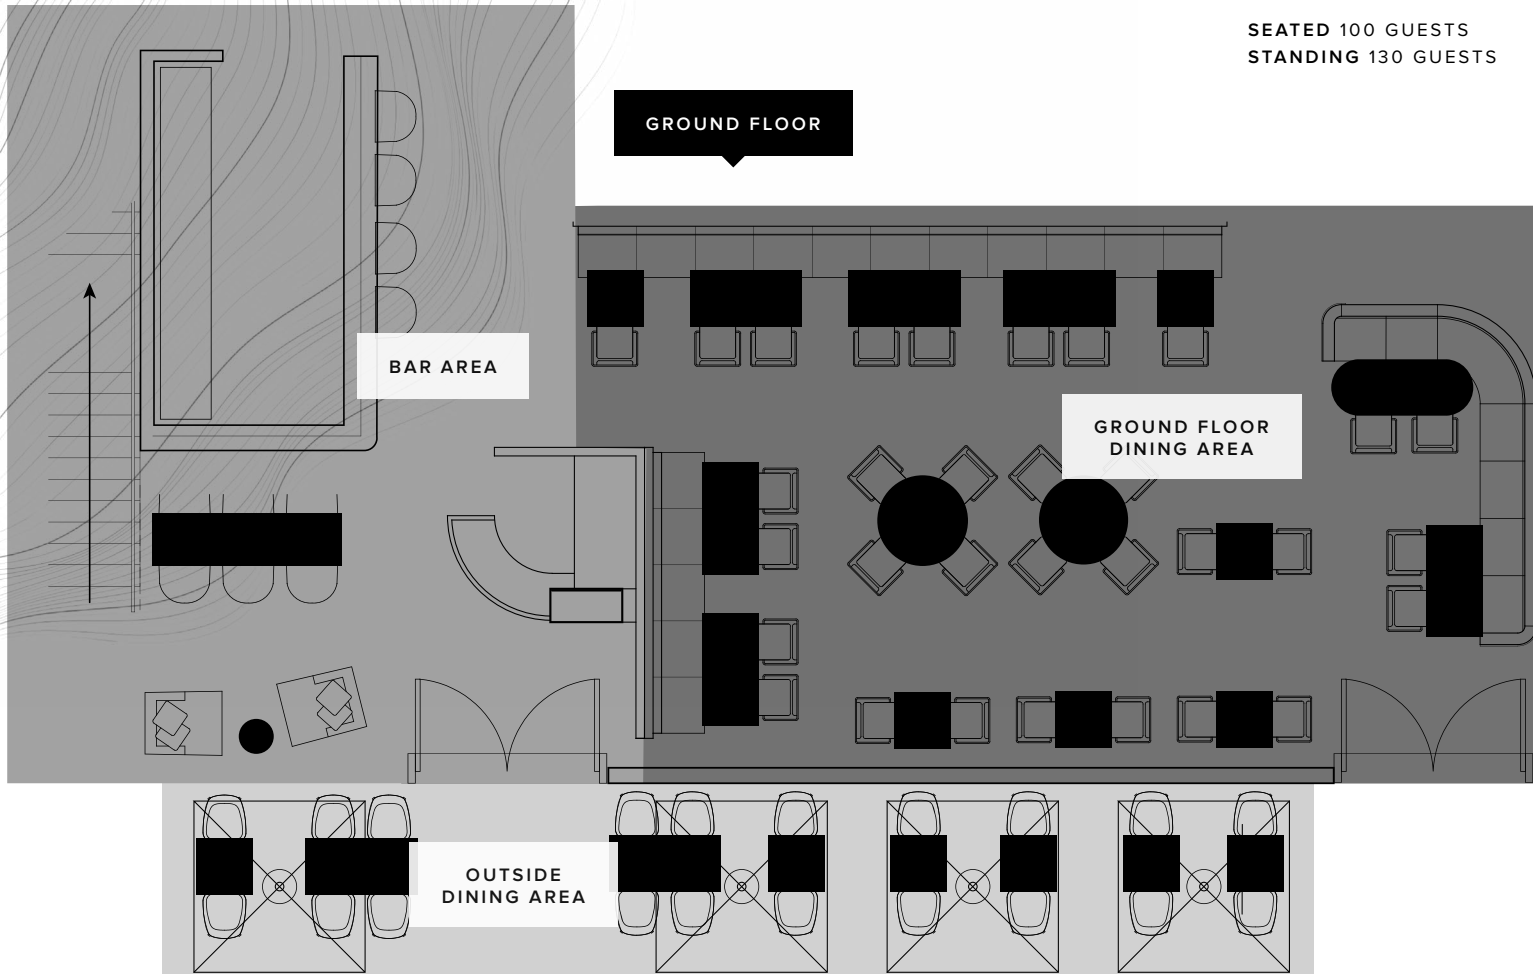 SEATED 100 GUESTS
STANDING 130 GUESTS
GROUND FLOOR
BAR AREA
GROUND FLOOR
DINING AREA
OUTSIDE
DINING AREA